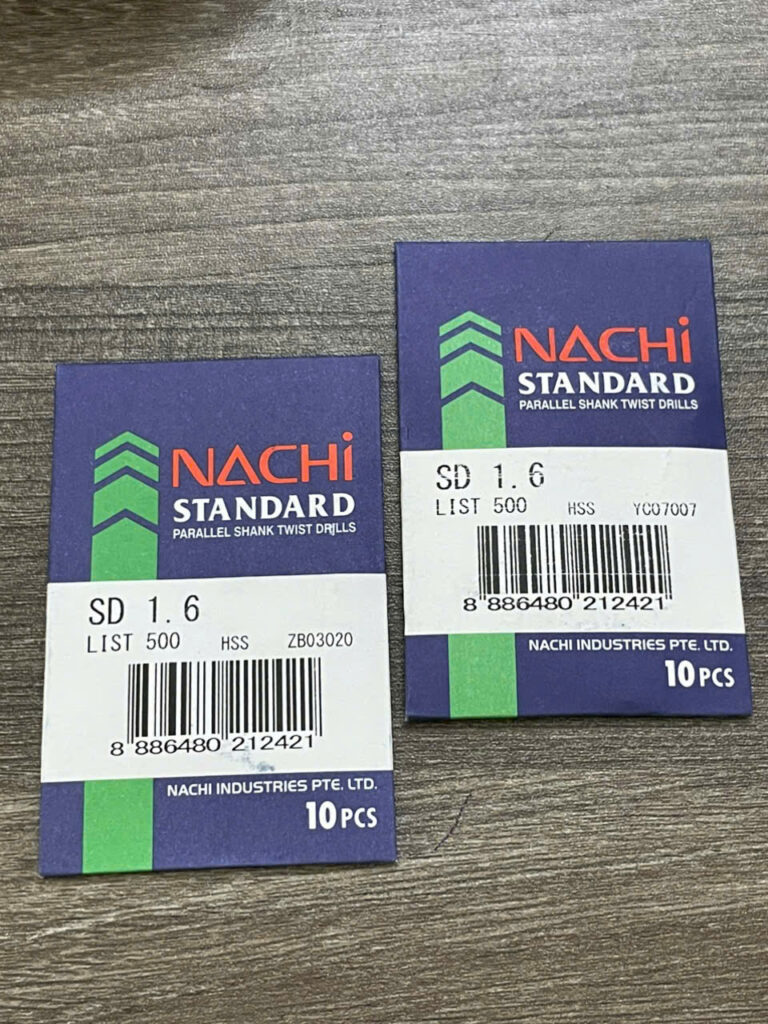 NACHi
STANDARD
PARALLEL SHANK TWIST DRILLS
SD 1.6
LIST 500 HSS ZB03020
8 886480 212421
NACHI INDUSTRIES PTE. LTD.
10 PCS
NACHi
STANDARD
PARALLEL SHANK TWIST DRILLS
SD 1.6
LIST 500 HSS YC07007
8 886480 212421
NACHI INDUSTRIES PTE. LTD.
10 PCS